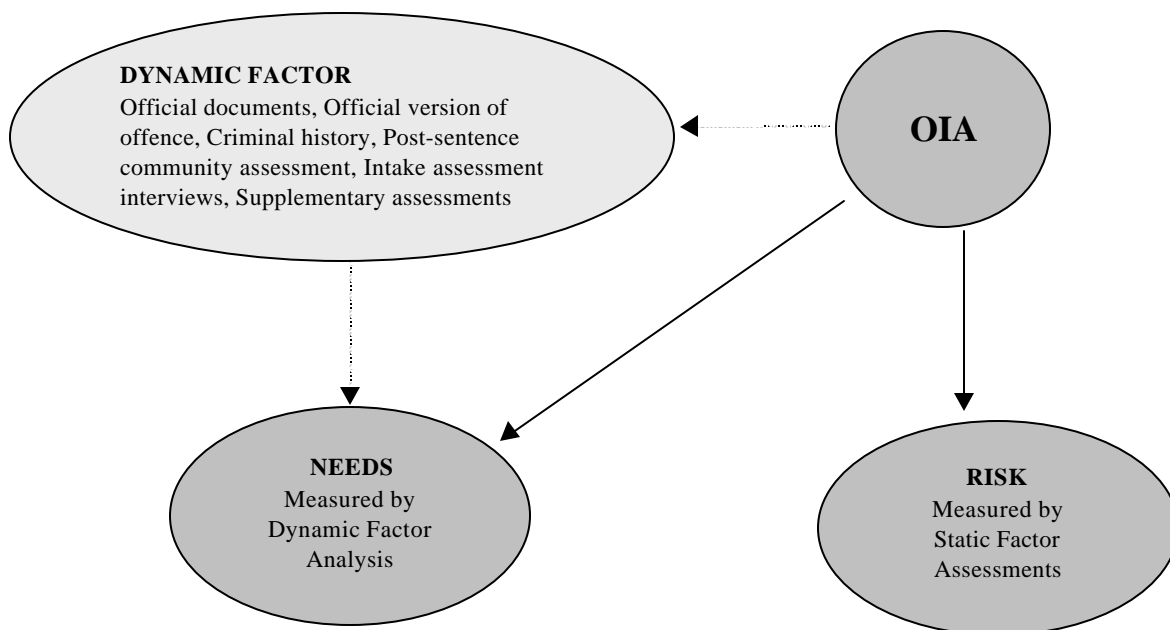 DYNAMIC FACTOR
Official documents, Official version of
offence, Criminal history, Post-sentence
community assessment, Intake assessment
interviews, Supplementary assessments
OIA
NEEDS
Measured by
Dynamic Factor
Analysis
RISK
Measured by
Static Factor
Assessments